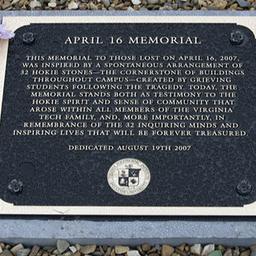 APRIL 16 MEMORIAL
THIS MEMORIAL TO THOSE LOST ON APRIL 16, 2007,
WAS INSPIRED BY A SPONTANEOUS ARRANGEMENT OF
32 HOKIE STONES—THE CORNERSTONE OF BUILDINGS
THROUGHOUT CAMPUS—CREATED BY GRIEVING
STUDENTS FOLLOWING THE TRAGEDY. TODAY, THE
MEMORIAL STANDS BOTH AS TESTIMONY TO THE
HOKIE SPIRIT AND SENSE OF COMMUNITY THAT
AROSE WITHIN ALL MEMBERS OF THE VIRGINIA
TECH FAMILY, AND, MORE IMPORTANTLY, IN
REMEMBRANCE OF THE 32 INQUIRING MINDS AND
INSPIRING LIVES THAT WILL BE FOREVER TREASURED.
DEDICATED AUGUST 19TH 2007